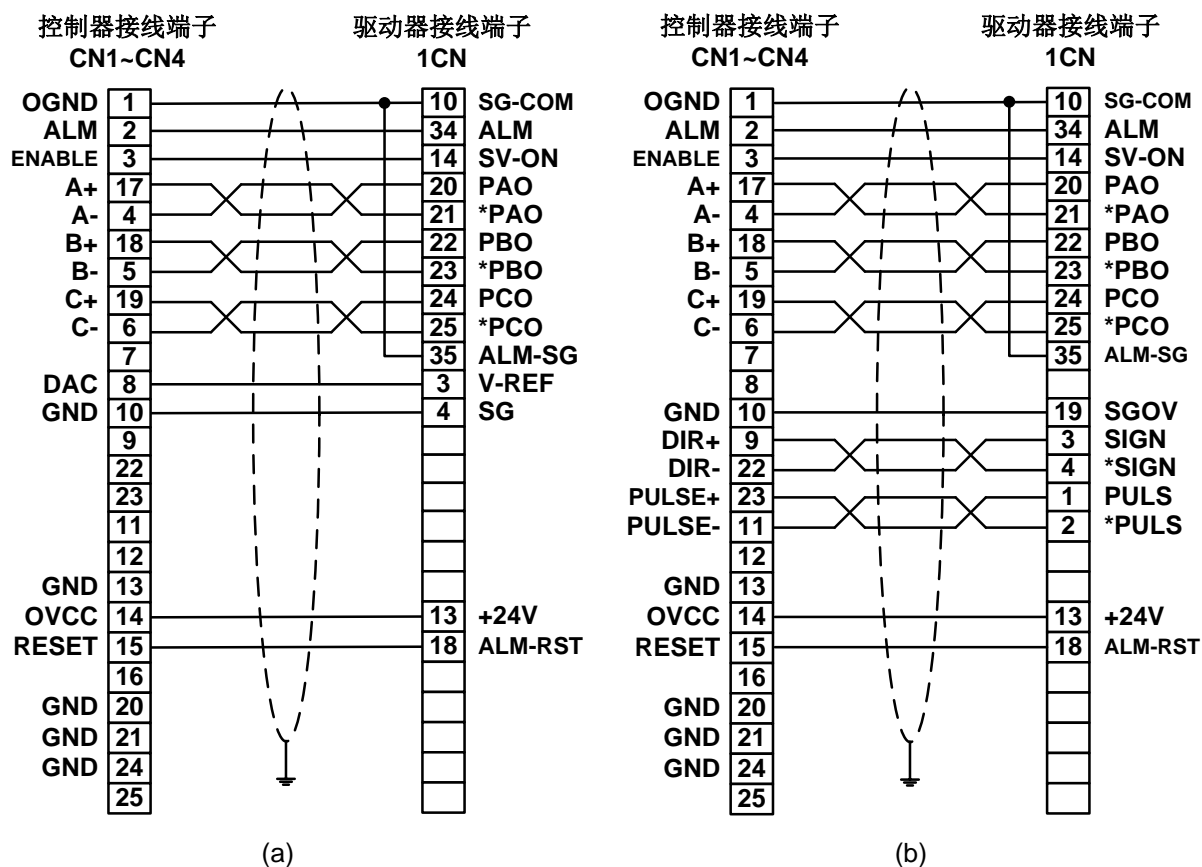 控制器接线端子 驱动器接线端子
CN1~CN4 1CN
OGND 1 10 SG-COM
ALM 2 34 ALM
ENABLE 3 14 SV-ON
A+ 17 20 PAO
A- 4 21 *PAO
B+ 18 22 PBO
B- 5 23 *PBO
C+ 19 24 PCO
C- 6 25 *PCO
7 35 ALM-SG
DAC 8 3 V-REF
GND 10 4 SG
9
22
23
11
12
GND 13
OVCC 14 13 +24V
RESET 15 18 ALM-RST
16
GND 20
GND 21
GND 24
25
(a)
控制器接线端子 驱动器接线端子
CN1~CN4 1CN
OGND 1 10 SG-COM
ALM 2 34 ALM
ENABLE 3 14 SV-ON
A+ 17 20 PAO
A- 4 21 *PAO
B+ 18 22 PBO
B- 5 23 *PBO
C+ 19 24 PCO
C- 6 25 *PCO
7 35 ALM-SG
8
GND 10 19 SGOV
DIR+ 9 3 SIGN
DIR- 22 4 *SIGN
PULSE+ 23 1 PULS
PULSE- 11 2 *PULS
12
GND 13
OVCC 14 13 +24V
RESET 15 18 ALM-RST
16
GND 20
GND 21
GND 24
25
(b)